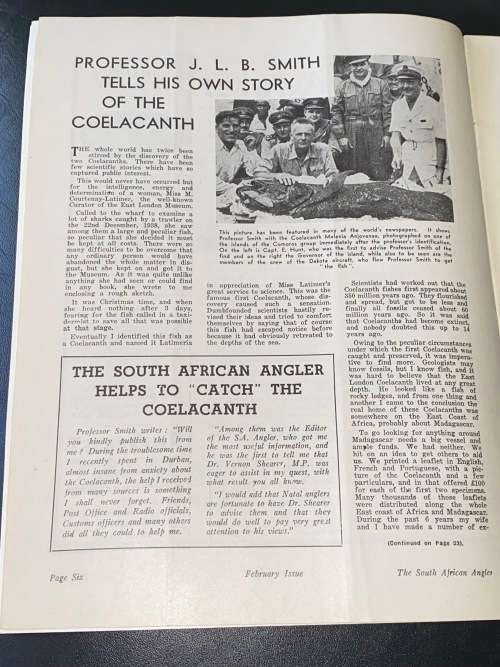 PROFESSOR J. L. B. SMITH
TELLS HIS OWN STORY
OF THE
COELACANTH
THE whole world has twice been
stirred by the discovery of the
two Coelacanths. There have been
few scientific stories which have so
captured public interest.
This would never have occurred but
for the intelligence, energy and
determination of a woman, Miss M.
Courtenay-Latimer, the well-known
Curator of the East London Museum.
Called to the wharf to examine a
lot of sharks caught by a trawler on
the 22nd December, 1938, she saw
among them a large and peculiar fish,
so peculiar that she decided it must
be kept at all costs. There were so
many difficulties to be overcome that
any ordinary person would have
abandoned the whole matter in dis-
gust, but she kept on and got it to
the Museum. As it was quite unlike
anything she had seen or could find
in any book, she wrote to me
enclosing a rough sketch.
It was Christmas time, and when
she heard nothing after 3 days,
fearing for the fish called in a taxi-
dermist to save all that was possible
at that stage.
Eventually I identified this fish as
a Coelacanth and named it Latimeria
This picture has been featured in many of the world's newspapers. It shows
Professor Smith with the Coelacanth Malania Anjouanae, photographed on one of
the islands of the Comoros group immediately after the professor's identification.
On the left is Capt E. Hunt, who was the first to advise Professor Smith of the
find and on the right the Governor of the island, while also to be seen are the
members of the crew of the Dakota aircraft, who flew Professor Smith to get
"the fish".
in appreciation of Miss Latimer's
great service to science. This was the
famous first Coelacanth, whose dis-
covery caused such a sensation.
Dumbfounded scientists hastily re-
vised their ideas and tried to comfort
themselves by saying that of course
this fish had escaped notice before
because it had obviously retreated to
the depths of the sea.
Scientists had worked out that the
Coelacanth fishes first appeared about
350 million years ago. They flourished
and spread, but got to be less and
finally all fossils ceased about 60
million years ago. So it was said
that Coelacanths had become extinct,
and nobody doubted this up to 14
years ago.
Owing to the peculiar circumstances
under which the first Coelacanth was
caught and preserved, it was impera-
tive to find more. Geologists may
know fossils, but I know fish, and it
was hard to believe that the East
London Coelacanth lived at any great
depth. He looked like a fish of
rocky ledges, and from one thing and
another I came to the conclusion the
real home of these Coelacanths was
somewhere on the East Coast of
Africa, probably about Madagascar.
To go looking for anything around
Madagascar needs a big vessel and
ample funds. We had neither. We
hit on an idea to get others to aid
us. We printed a leaflet in English,
French and Portuguese, with a pic-
ture of the Coelacanth and a few
particulars, and in that offered £100
for each of the first two specimens.
Many thousands of those leaflets
were distributed along the whole
East coast of Africa and Madagascar.
During the past 6 years my wife
and I have made a number of ex-
(Continued on Page 23).
THE SOUTH AFRICAN ANGLER
HELPS TO "CATCH" THE
COELACANTH
Professor Smith writes: "Will
you kindly publish this from
me? During the troublesome time
I recently spent in Durban,
almost insane from anxiety about
the Coelacanth, the help I received
from many sources is something
I shall never forget. Friends,
Post Office and Radio officials,
Customs officers and many others
did all they could to help me.
"Among them was the Editor
of the S.A. Angler, who got me
the most useful information, and
he was the first to tell me that
Dr. Vernon Shearer, M.P. was
eager to assist in my quest, with
what result you all know.
"I would add that Natal anglers
are fortunate to have Dr. Shearer
to advise them and that they
would do well to pay very great
attention to his views."
Page Six
February Issue
The South African Angler